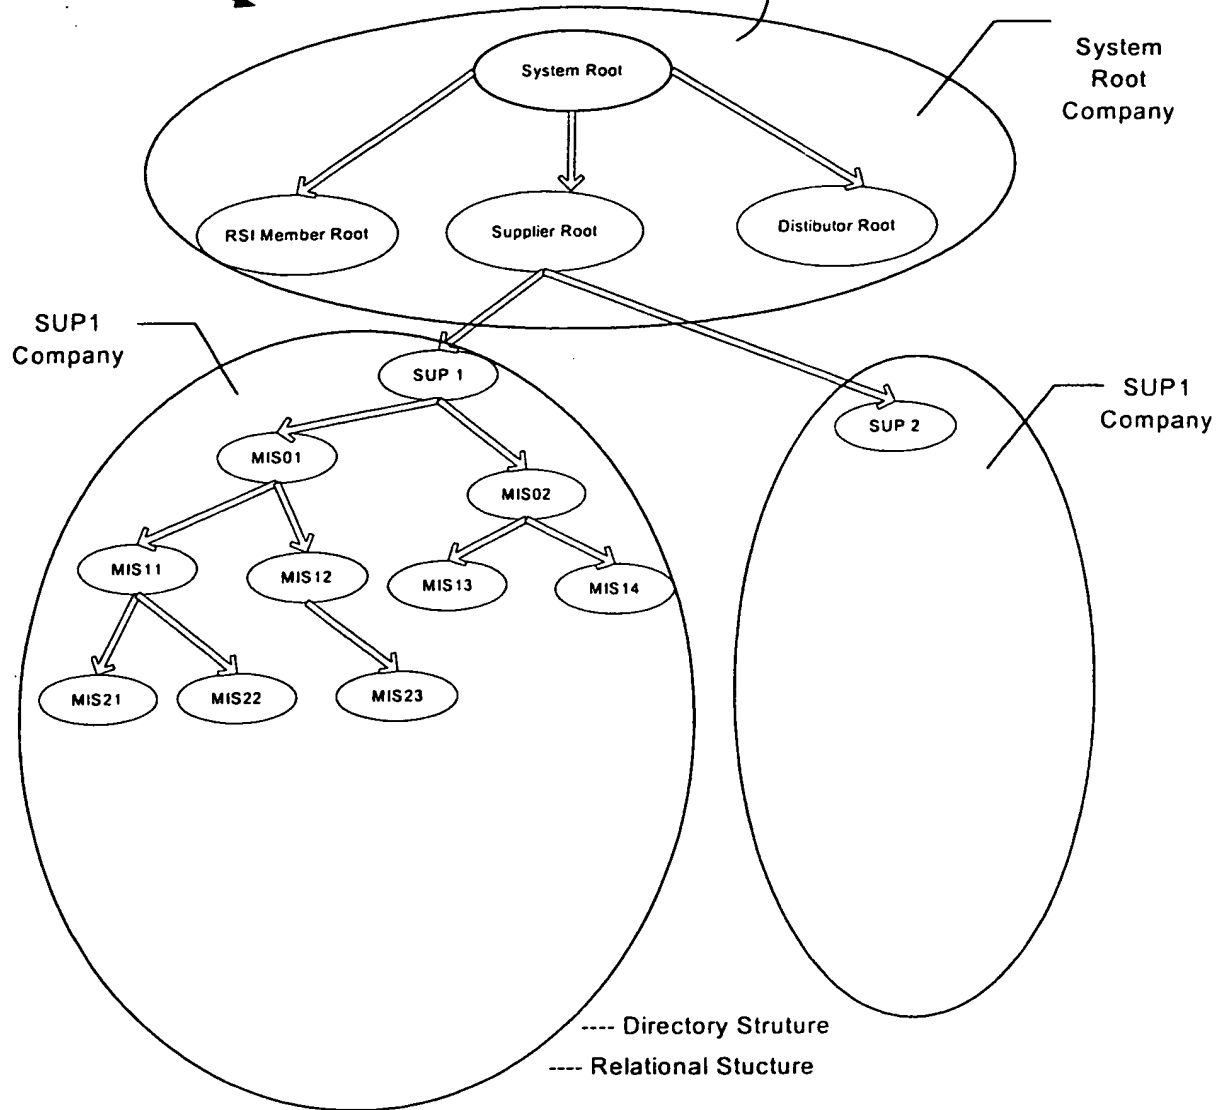 System Root
System
Root
Company
RSI Member Root
Supplier Root
Distibutor Root
SUP1
Company
SUP 1
SUP1
Company
SUP 2
MIS01
MIS02
MIS11
MIS12
MIS13
MIS14
MIS21
MIS22
MIS23
---- Directory Struture
---- Relational Stucture